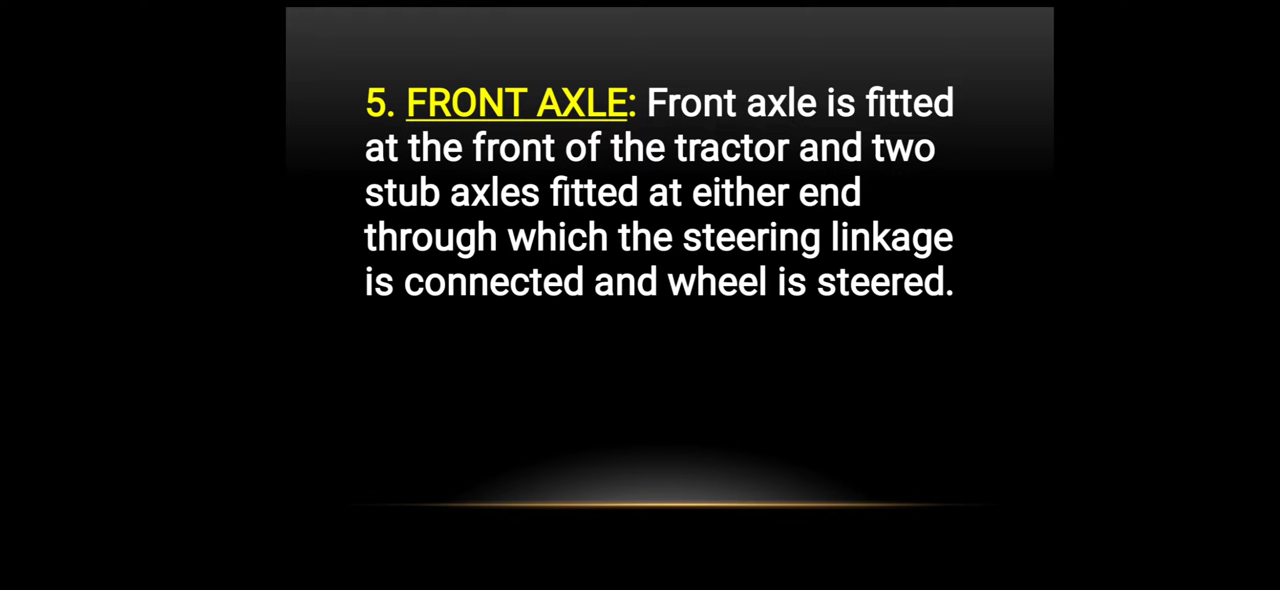 5. FRONT AXLE: Front axle is fitted
at the front of the tractor and two
stub axles fitted at either end
through which the steering linkage
is connected and wheel is steered.